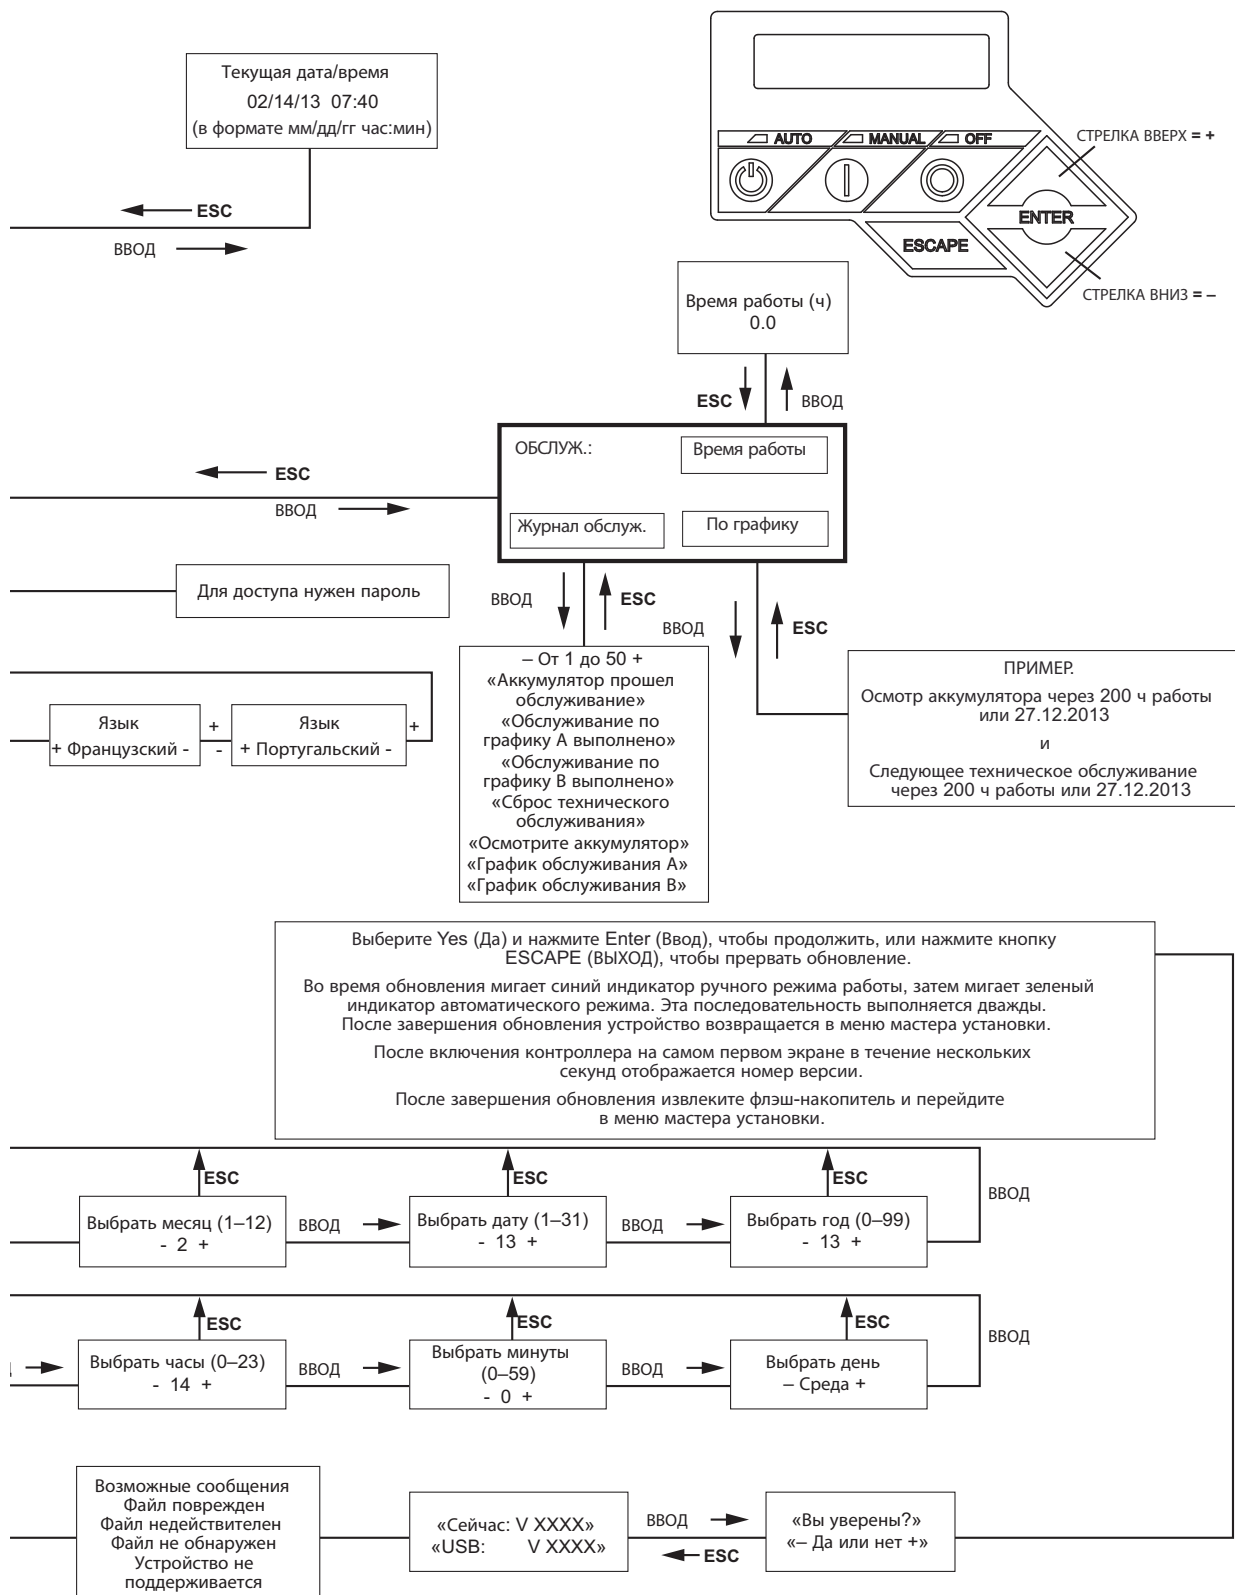 Текущая дата/время
02/14/13 07:40
(в формате мм/дд/гг час:мин)
ESC
ВВОД
AUTO
MANUAL
OFF
ENTER
ESCAPE
СТРЕЛКА ВВЕРХ = +
СТРЕЛКА ВНИЗ = –
Время работы (ч)
0.0
ESC
ВВОД
ОБСЛУЖ.:
Время работы
Журнал обслуж.
По графику
ESC
ВВОД
Для доступа нужен пароль
ВВОД
ESC
ВВОД
ESC
Язык
+ Французский -
+
-
Язык
+ Португальский -
+
– От 1 до 50 +
«Аккумулятор прошел
обслуживание»
«Обслуживание по
графику A выполнено»
«Обслуживание по
графику B выполнено»
«Сброс технического
обслуживания»
«Осмотрите аккумулятор»
«График обслуживания A»
«График обслуживания B»
ПРИМЕР.
Осмотр аккумулятора через 200 ч работы
или 27.12.2013
и
Следующее техническое обслуживание
через 200 ч работы или 27.12.2013
Выберите Yes (Да) и нажмите Enter (Ввод), чтобы продолжить, или нажмите кнопку
ESCAPE (ВЫХОД), чтобы прервать обновление.
Во время обновления мигает синий индикатор ручного режима работы, затем мигает зеленый
индикатор автоматического режима. Эта последовательность выполняется дважды.
После завершения обновления устройство возвращается в меню мастера установки.
После включения контроллера на самом первом экране в течение нескольких
секунд отображается номер версии.
После завершения обновления извлеките флэш-накопитель и перейдите
в меню мастера установки.
ESC
ESC
ESC
Выбрать месяц (1–12)
- 2 +
ВВОД
Выбрать дату (1–31)
- 13 +
ВВОД
Выбрать год (0–99)
- 13 +
ВВОД
ESC
ESC
ESC
Выбрать часы (0–23)
- 14 +
ВВОД
Выбрать минуты
(0–59)
- 0 +
ВВОД
Выбрать день
– Среда +
ВВОД
Возможные сообщения
Файл поврежден
Файл недействителен
Файл не обнаружен
Устройство не
поддерживается
«Сейчас: V XXXX»
«USB: V XXXX»
ВВОД
ESC
«Вы уверены?»
«– Да или нет +»